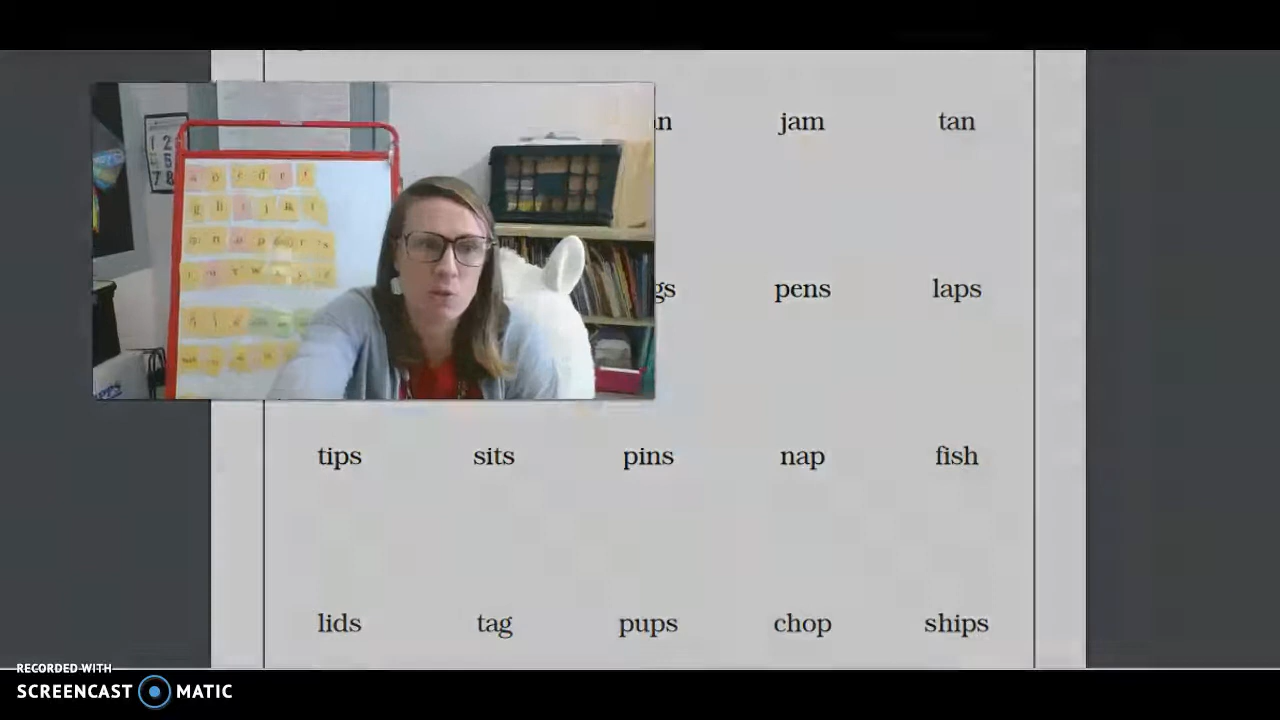 jam tan
pens laps
tips sits pins nap fish
lids tag pups chop ships
RECORDED WITH
SCREENCAST MATIC